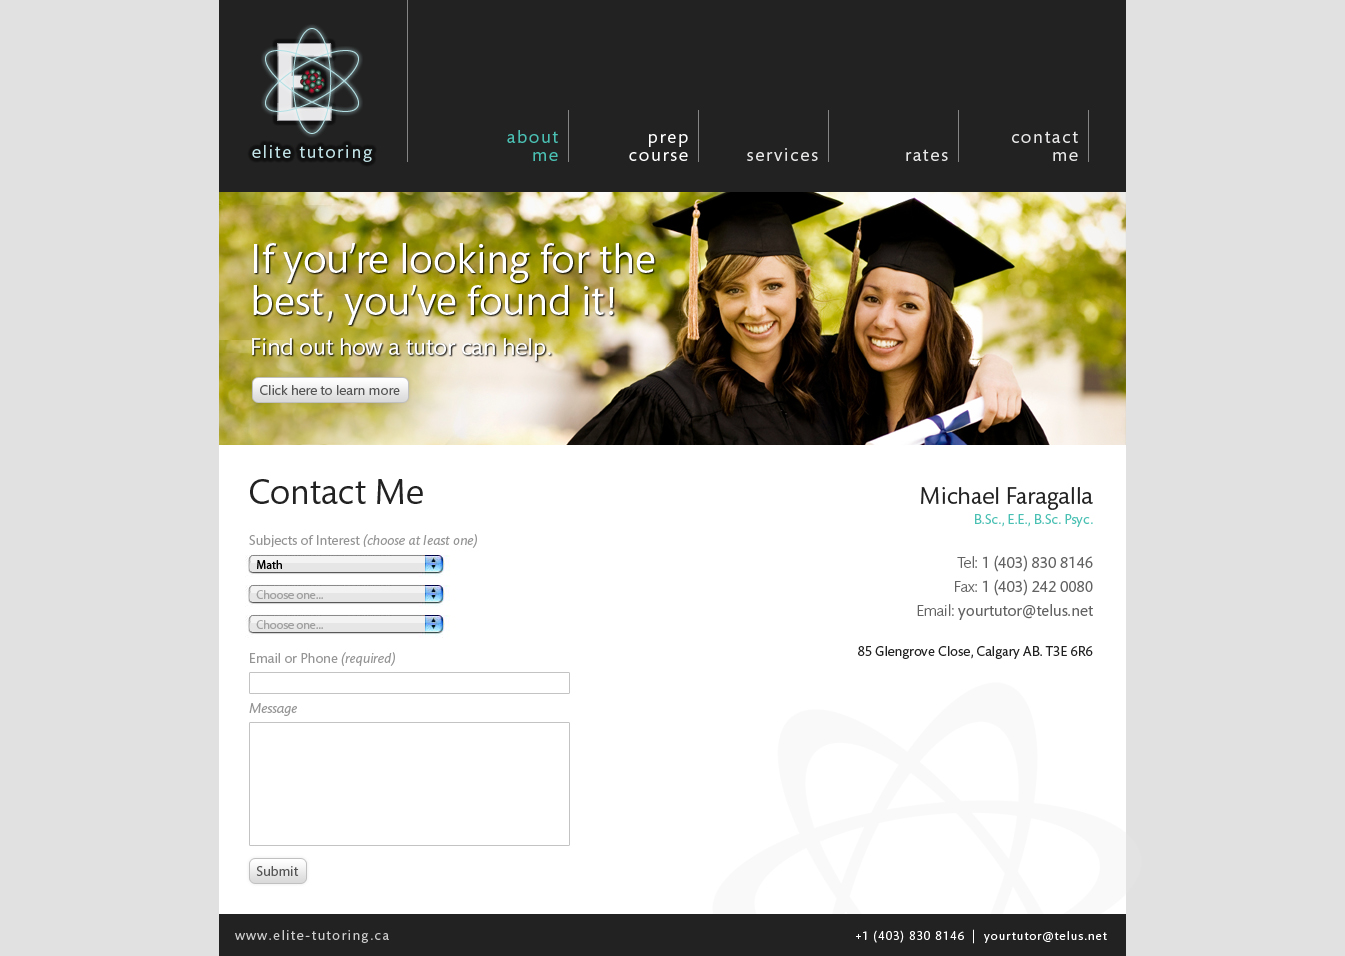 E
elite tutoring
about
me
prep
course
services
rates
contact
me
If you're looking for the
best, you've found it!
Find out how a tutor can help.
Click here to learn more
Contact Me
Subjects of Interest (choose at least one)
Math
Choose one...
Choose one...
Email or Phone (required)
Message
Submit
Michael Faragalla
B.Sc., E.E., B.Sc. Psyc.
Tel: 1 (403) 830 8146
Fax: 1 (403) 242 0080
Email: yourtutor@telus.net
85 Glengrove Close, Calgary AB. T3E 6R6
www.elite-tutoring.ca
+1 (403) 830 8146 | yourtutor@telus.net